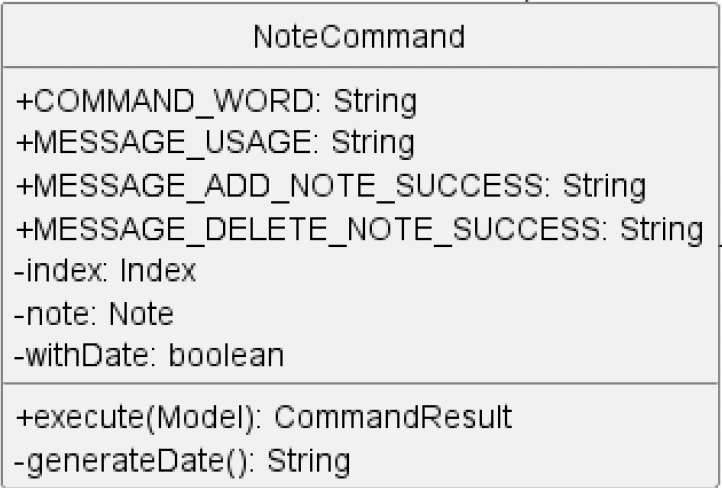 NoteCommand
+COMMAND_WORD: String
+MESSAGE_USAGE: String
+MESSAGE_ADD_NOTE_SUCCESS: String
+MESSAGE_DELETE_NOTE_SUCCESS: String
-index: Index
-note: Note
-withDate: boolean
+execute(Model): CommandResult
-generateDate(): String